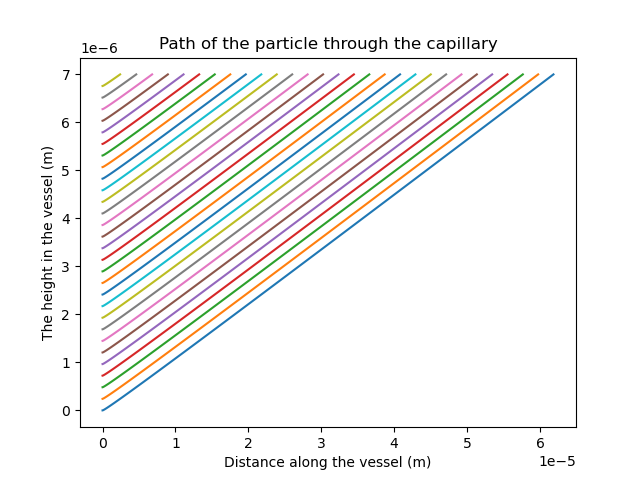 Path of the particle through the capillary
1e−6
7
6
5
4
3
2
1
0
The height in the vessel (m)
0 1 2 3 4 5 6
Distance along the vessel (m)
1e−5